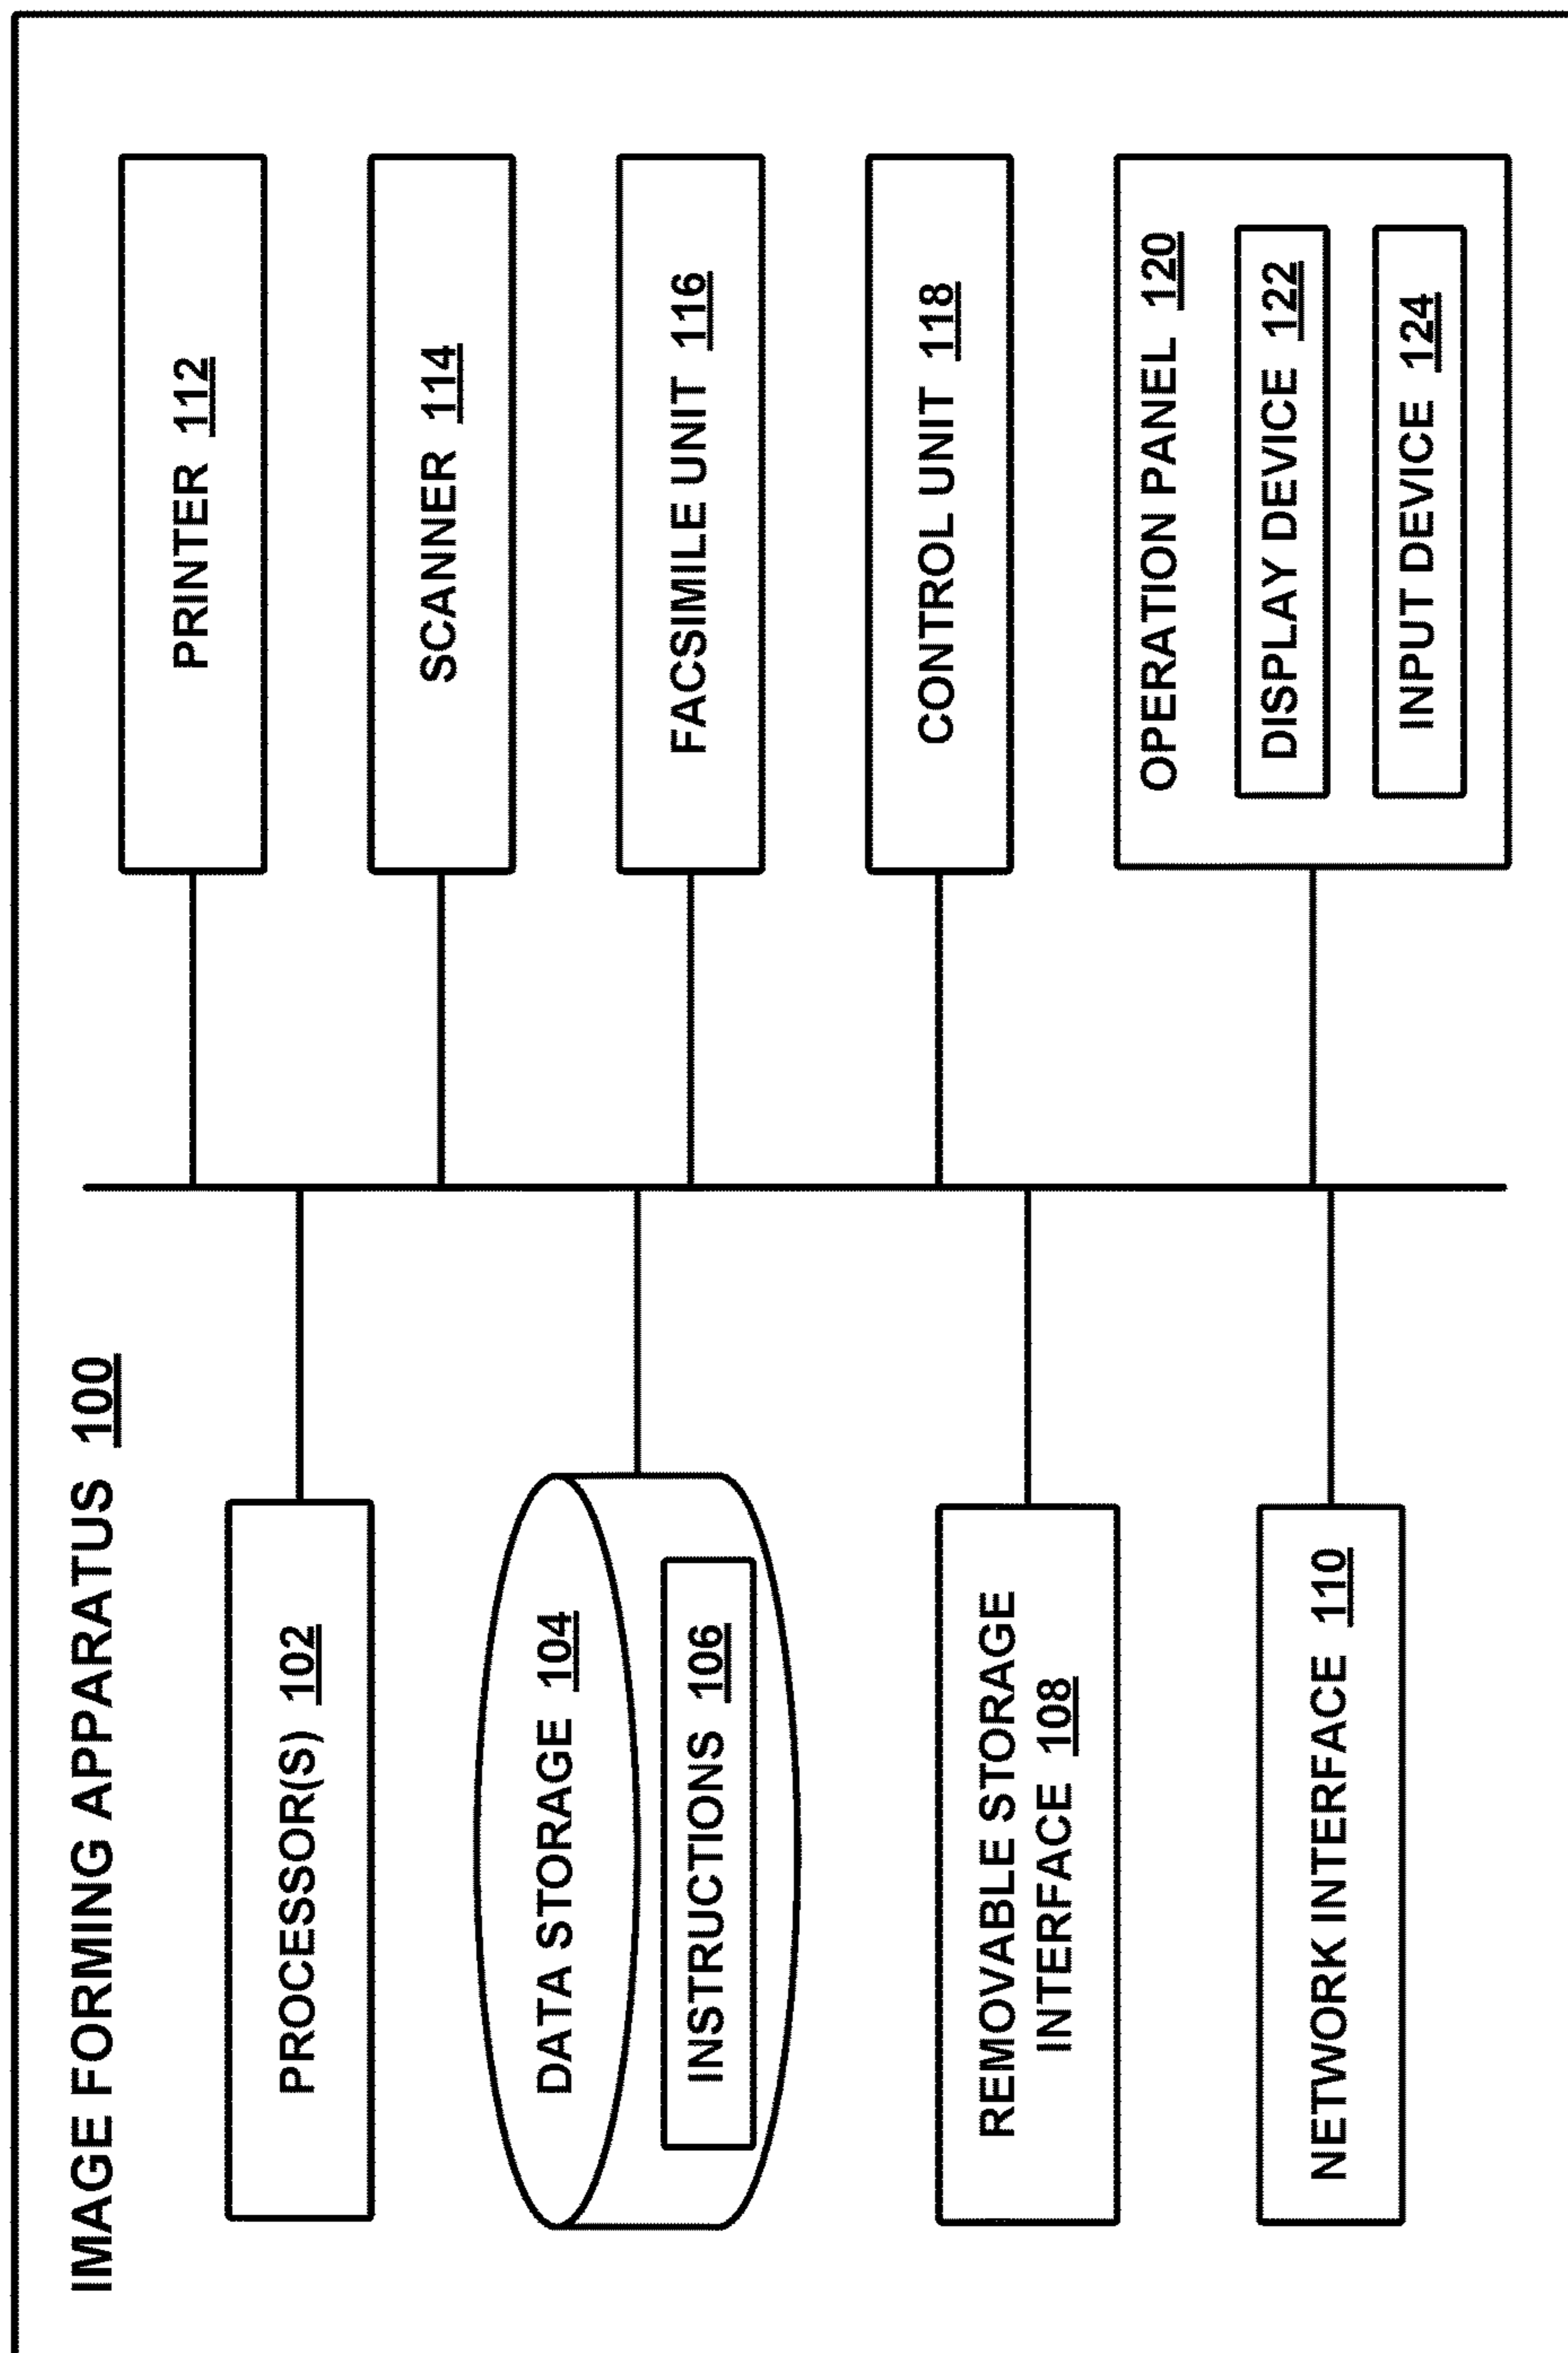 IMAGE FORMING APPARATUS 100
PROCESSOR(S) 102
DATA STORAGE 104
INSTRUCTIONS 106
REMOVABLE STORAGE
INTERFACE 108
NETWORK INTERFACE 110
PRINTER 112
SCANNER 114
FACSIMILE UNIT 116
CONTROL UNIT 118
OPERATION PANEL 120
DISPLAY DEVICE 122
INPUT DEVICE 124